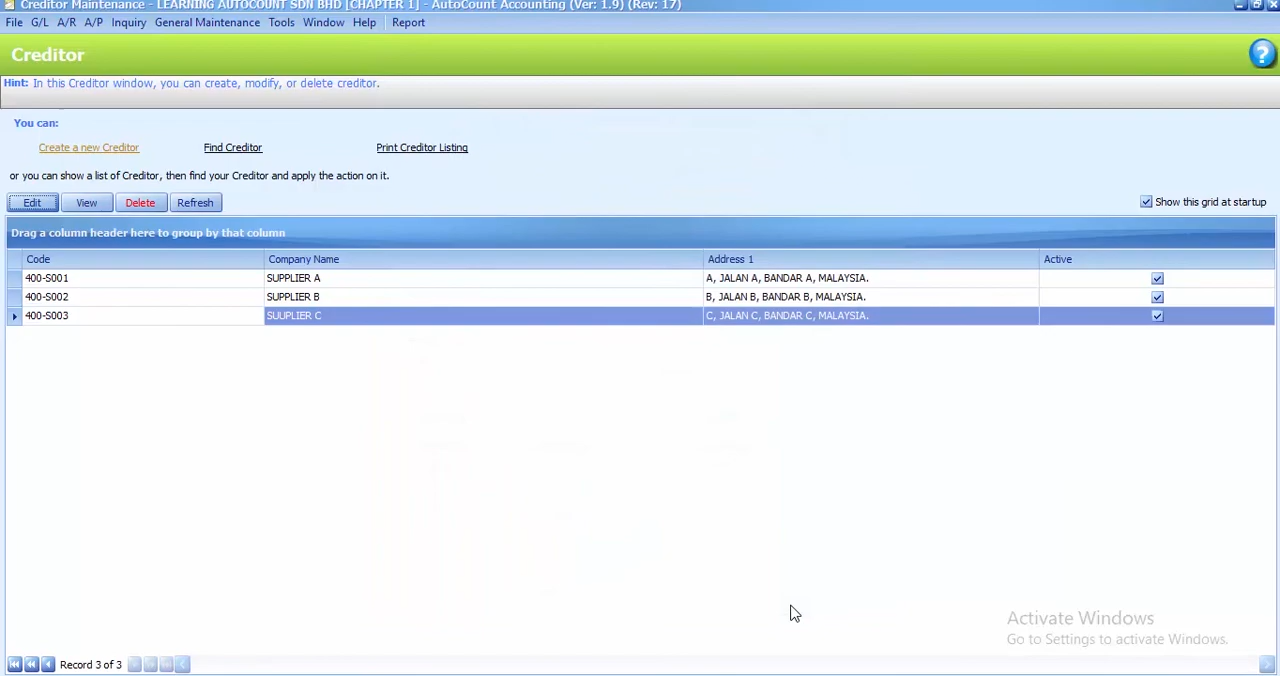 Creditor Maintenance - LEARNING AUTOCOUNT SDN BHD [CHAPTER 1] - AutoCount Accounting (Ver: 1.9) (Rev: 17)
File G/L A/R A/P Inquiry General Maintenance Tools Window Help Report
Creditor
?
Hint: In this Creditor window, you can create, modify, or delete creditor.
You can:
Create a new Creditor Find Creditor Print Creditor Listing
or you can show a list of Creditor, then find your Creditor and apply the action on it.
Edit View Delete Refresh Show this grid at startup
Drag a column header here to group by that column
Code Company Name Address 1 Active
400-S001 SUPPLIER A A, JALAN A, BANDAR A, MALAYSIA.
400-S002 SUPPLIER B B, JALAN B, BANDAR B, MALAYSIA.
400-S003 SUUPLIER C C, JALAN C, BANDAR C, MALAYSIA.
Activate Windows
Go to Settings to activate Windows.
Record 3 of 3